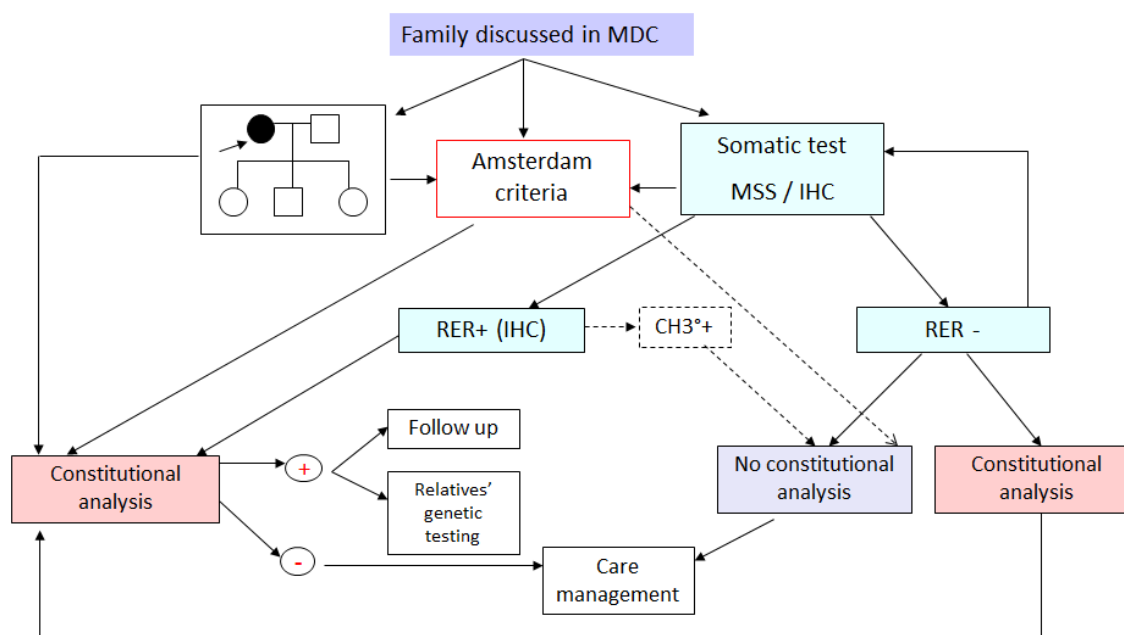 Family discussed in MDC
Amsterdam
criteria
Somatic test
MSS / IHC
RER+ (IHC)
CH3°+
RER -
Constitutional
analysis
+
-
Follow up
Relatives’
genetic
testing
Care
management
No constitutional
analysis
Constitutional
analysis